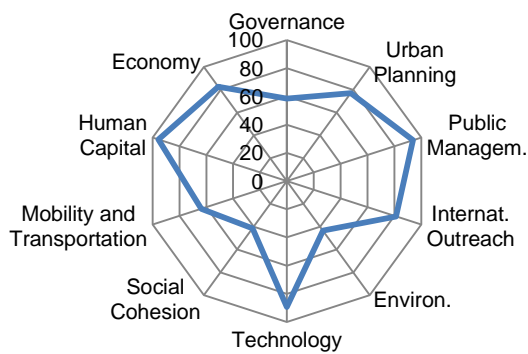 Governance
100
80
60
40
20
0
Urban
Planning
Public
Managem.
Internat.
Outreach
Environ.
Technology
Social
Cohesion
Mobility and
Transportation
Human
Capital
Economy